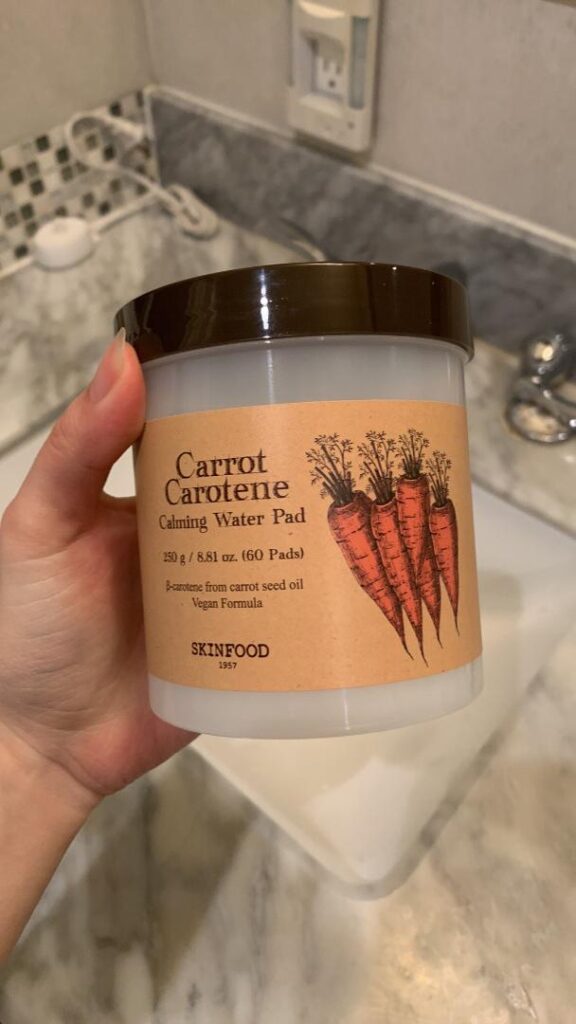 Carrot
Carotene
Calming Water Pad
250 g / 8.81 oz. (60 Pads)
β-carotene from carrot seed oil
Vegan Formula
SKINFOOD
1957